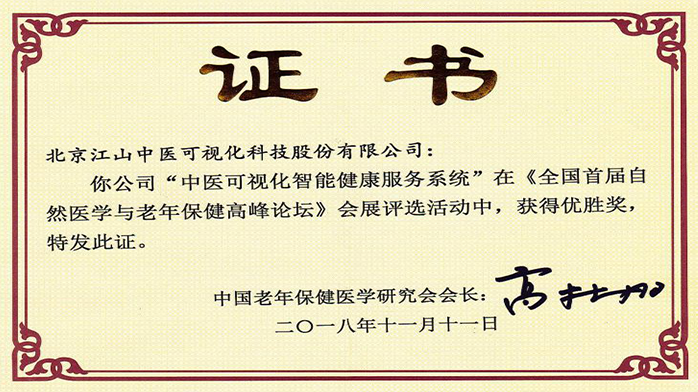 证书
北京江山中医可视化科技股份有限公司：
你公司“中医可视化智能健康服务系统”在《全国首届自
然医学与老年保健高峰论坛》会展评选活动中，获得优胜奖，
特发此证。
中国老年保健医学研究会会长：高
二〇一八年十一月十一日